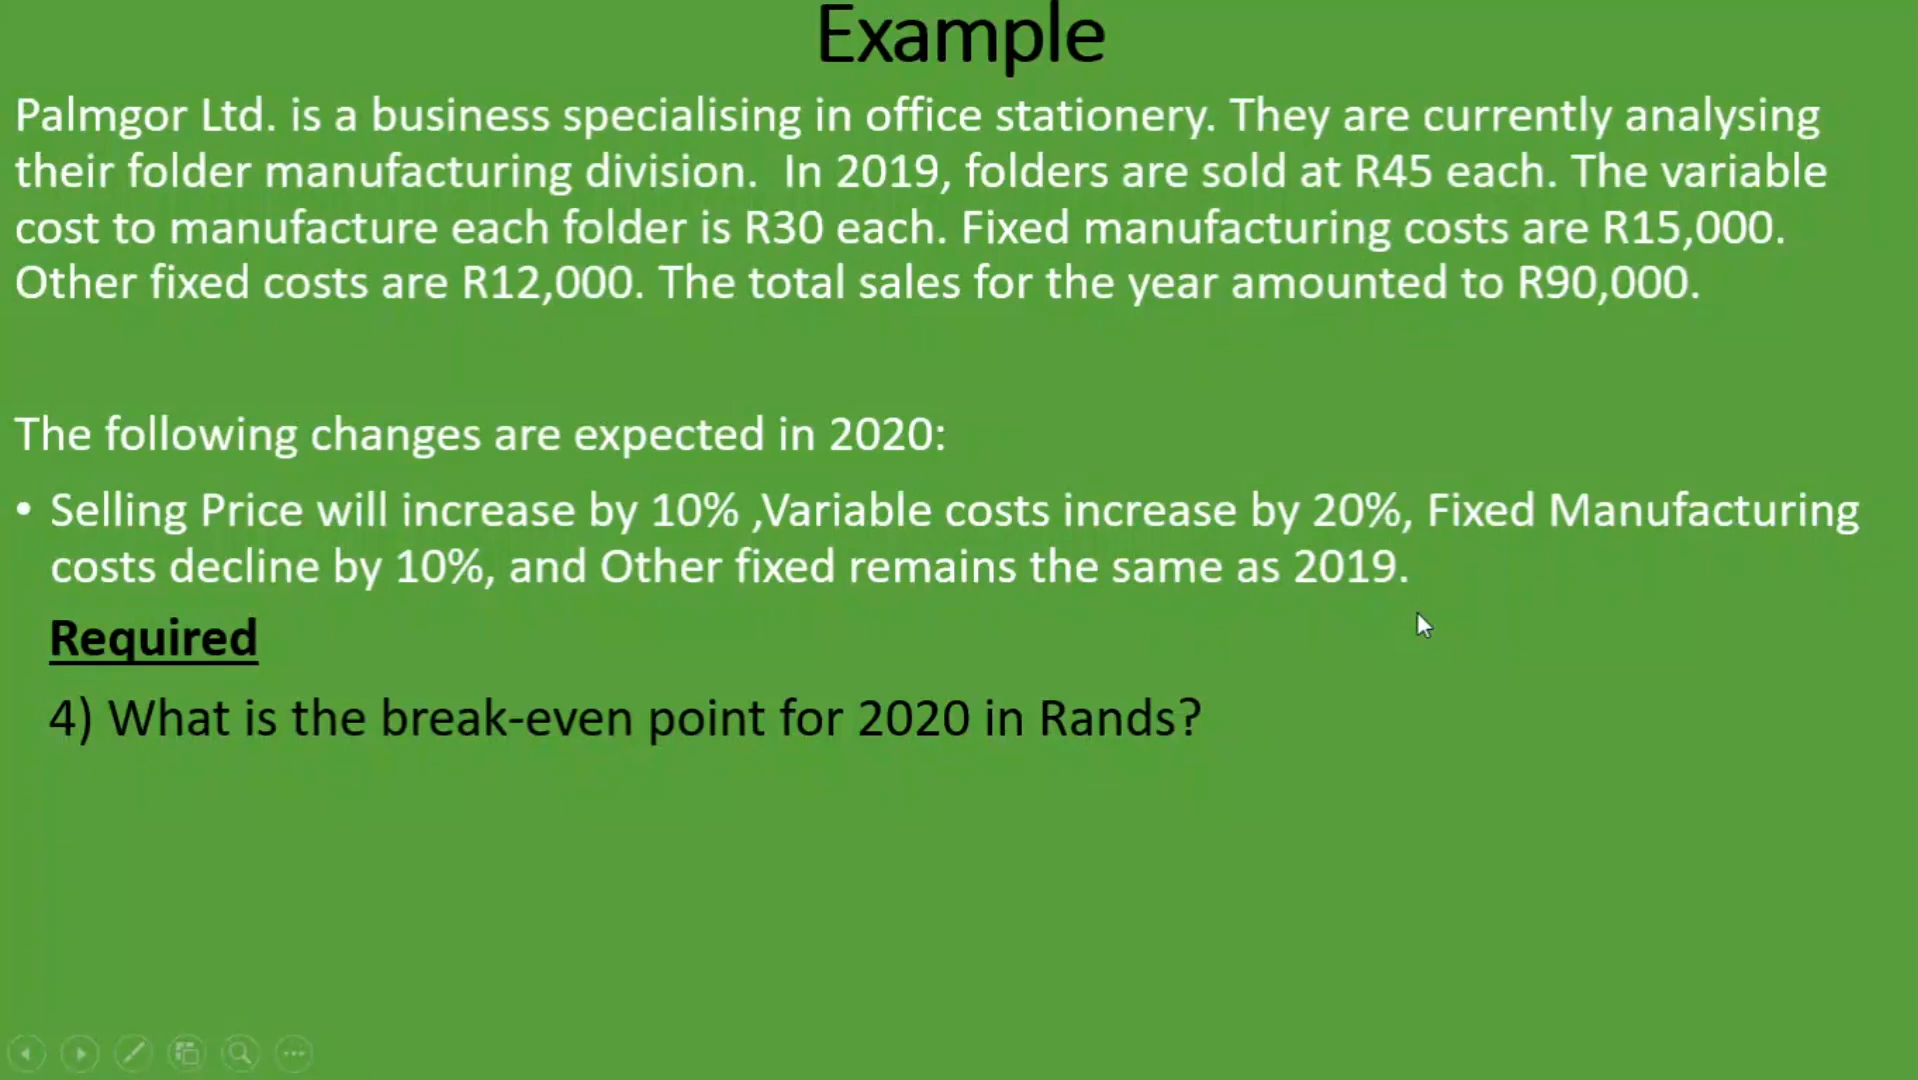 Example
Palmgor Ltd. is a business specialising in office stationery. They are currently analysing
their folder manufacturing division.  In 2019, folders are sold at R45 each. The variable
cost to manufacture each folder is R30 each. Fixed manufacturing costs are R15,000.
Other fixed costs are R12,000. The total sales for the year amounted to R90,000.
The following changes are expected in 2020:
• Selling Price will increase by 10% ,Variable costs increase by 20%, Fixed Manufacturing
costs decline by 10%, and Other fixed remains the same as 2019.
Required
4) What is the break-even point for 2020 in Rands?